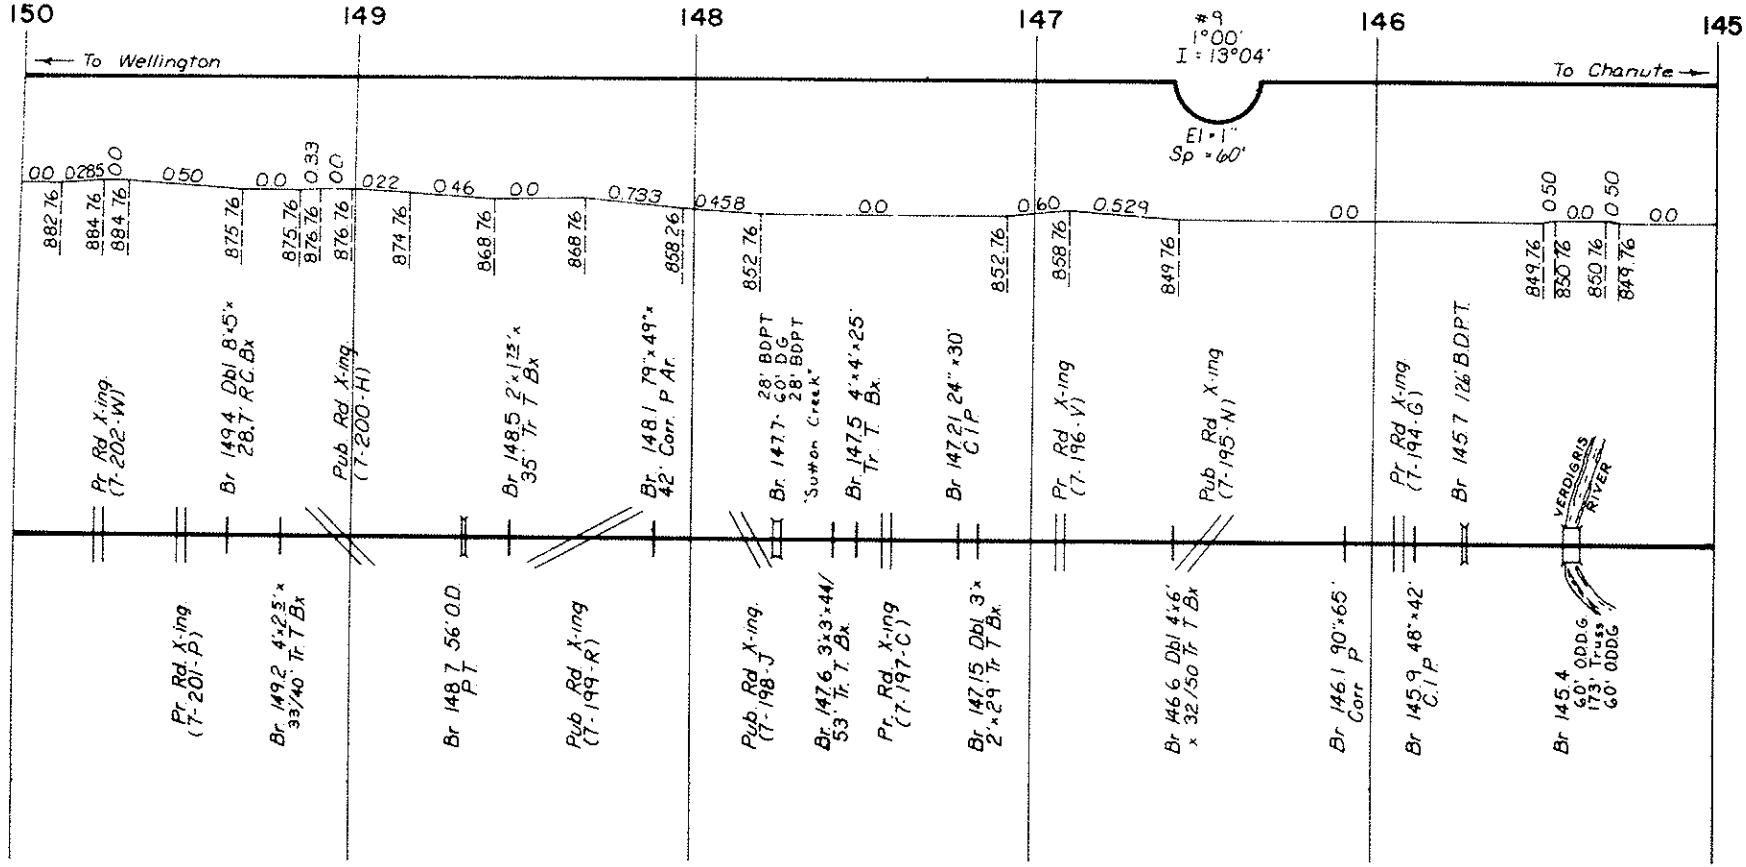 150
149
148
147
146
145
← To Wellington
#9
1°00'
I = 13°04'
To Chanute →
El = 1"
Sp = 60'
0.0
0.285
0.0
0.50
0.0
0.33
0.0
0.22
0.46
0.0
0.733
0.458
0.0
0.60
0.529
0.0
0.50
0.0
0.50
0.0
882.76
884.76
884.76
875.76
875.76
876.76
876.76
874.76
868.76
868.76
858.26
852.76
852.76
858.76
849.76
849.76
850.76
850.76
849.76
Pr Rd X-ing.
(7-202-W)
Br 149.4 Dbl 8'x5'x
28.7' R.C. Bx
Pub Rd X-ing.
(7-200-H)
Br 148.5 2'x1.75'x
35' Tr T Bx
Br. 148.1 79"x49"x
42' Corr. P Ar.
Br. 147.7- 28' BDPT
60' DG
28' BDPT
"Sutton Creek"
Br. 147.5 4'x4'x25'
Tr. T. Bx.
Br 147.21 24"x30'
C I P.
Pr Rd X-ing
(7-196-V)
Pub Rd X-ing
(7-195-N)
Pr Rd X-ing
(7-194-G)
Br 145.7 126' B.D.P.T.
VERDIGRIS
RIVER
Pr. Rd. X-ing.
(7-201-P)
Br 149.2 4'x2.5'x
33'/40' Tr. T Bx
Br 148.7 56' O.D.
P.T.
Pub Rd X-ing
(7-199-R)
Pub. Rd X-ing.
(7-198-J
Br. 147.6 3'x3'x44/
53' Tr. T. Bx.
Pr. Rd. X-ing
(7-197-C)
Br 147.15 Dbl 3'x
2'x29' Tr T Bx.
Br 146.6 Dbl 4'x6'
x 32/50 Tr T Bx
Br 146.1 90"x65'
Corr P
Br 145.9 48"x42'
C.I.P.
Br 145.4
60' O.D.D.G
173' Truss
60' ODDG